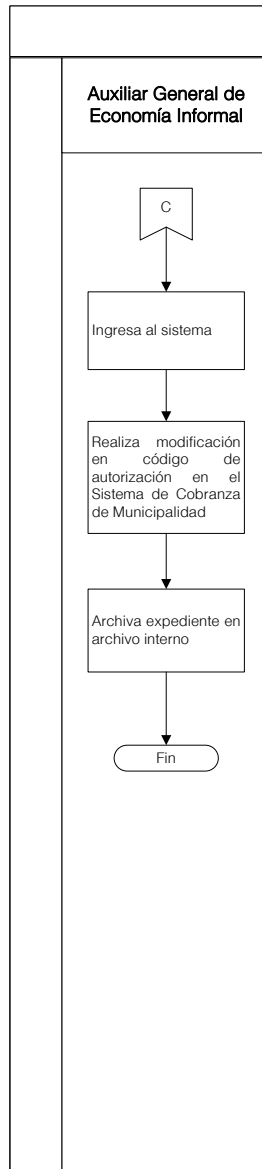 Auxiliar General de
Economía Informal
C
Ingresa al sistema
Realiza modificación
en código de
autorización en el
Sistema de Cobranza
de Municipalidad
Archiva expediente en
archivo interno
Fin